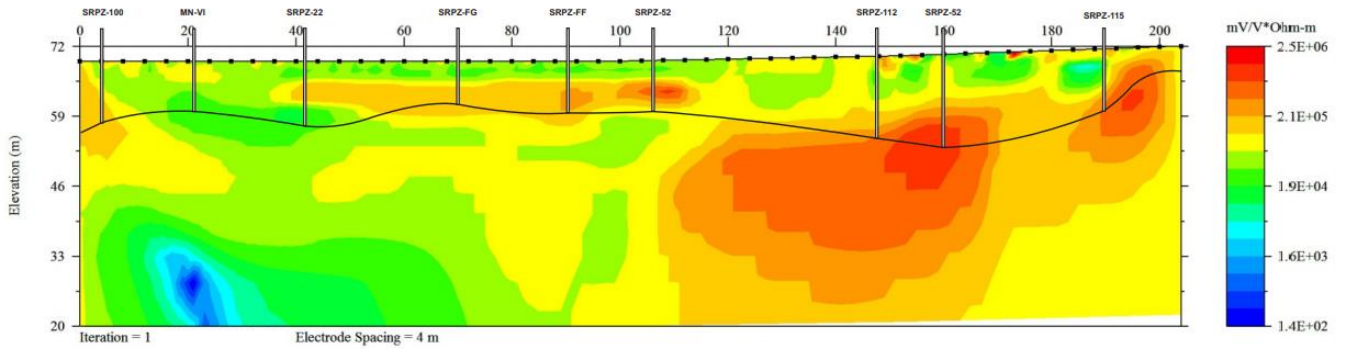 SRPZ-100 MN-VI SRPZ-22 SRPZ-FG SRPZ-FF SRPZ-52 SRPZ-112 SRPZ-52 SRPZ-115
mV/V*Ohm-m
0 20 40 60 80 100 120 140 160 180 200
72 2.5E+06
59 2.1E+05
46 1.9E+04
33 1.6E+03
20 1.4E+02
Elevation (m)
Iteration = 1 Electrode Spacing = 4 m